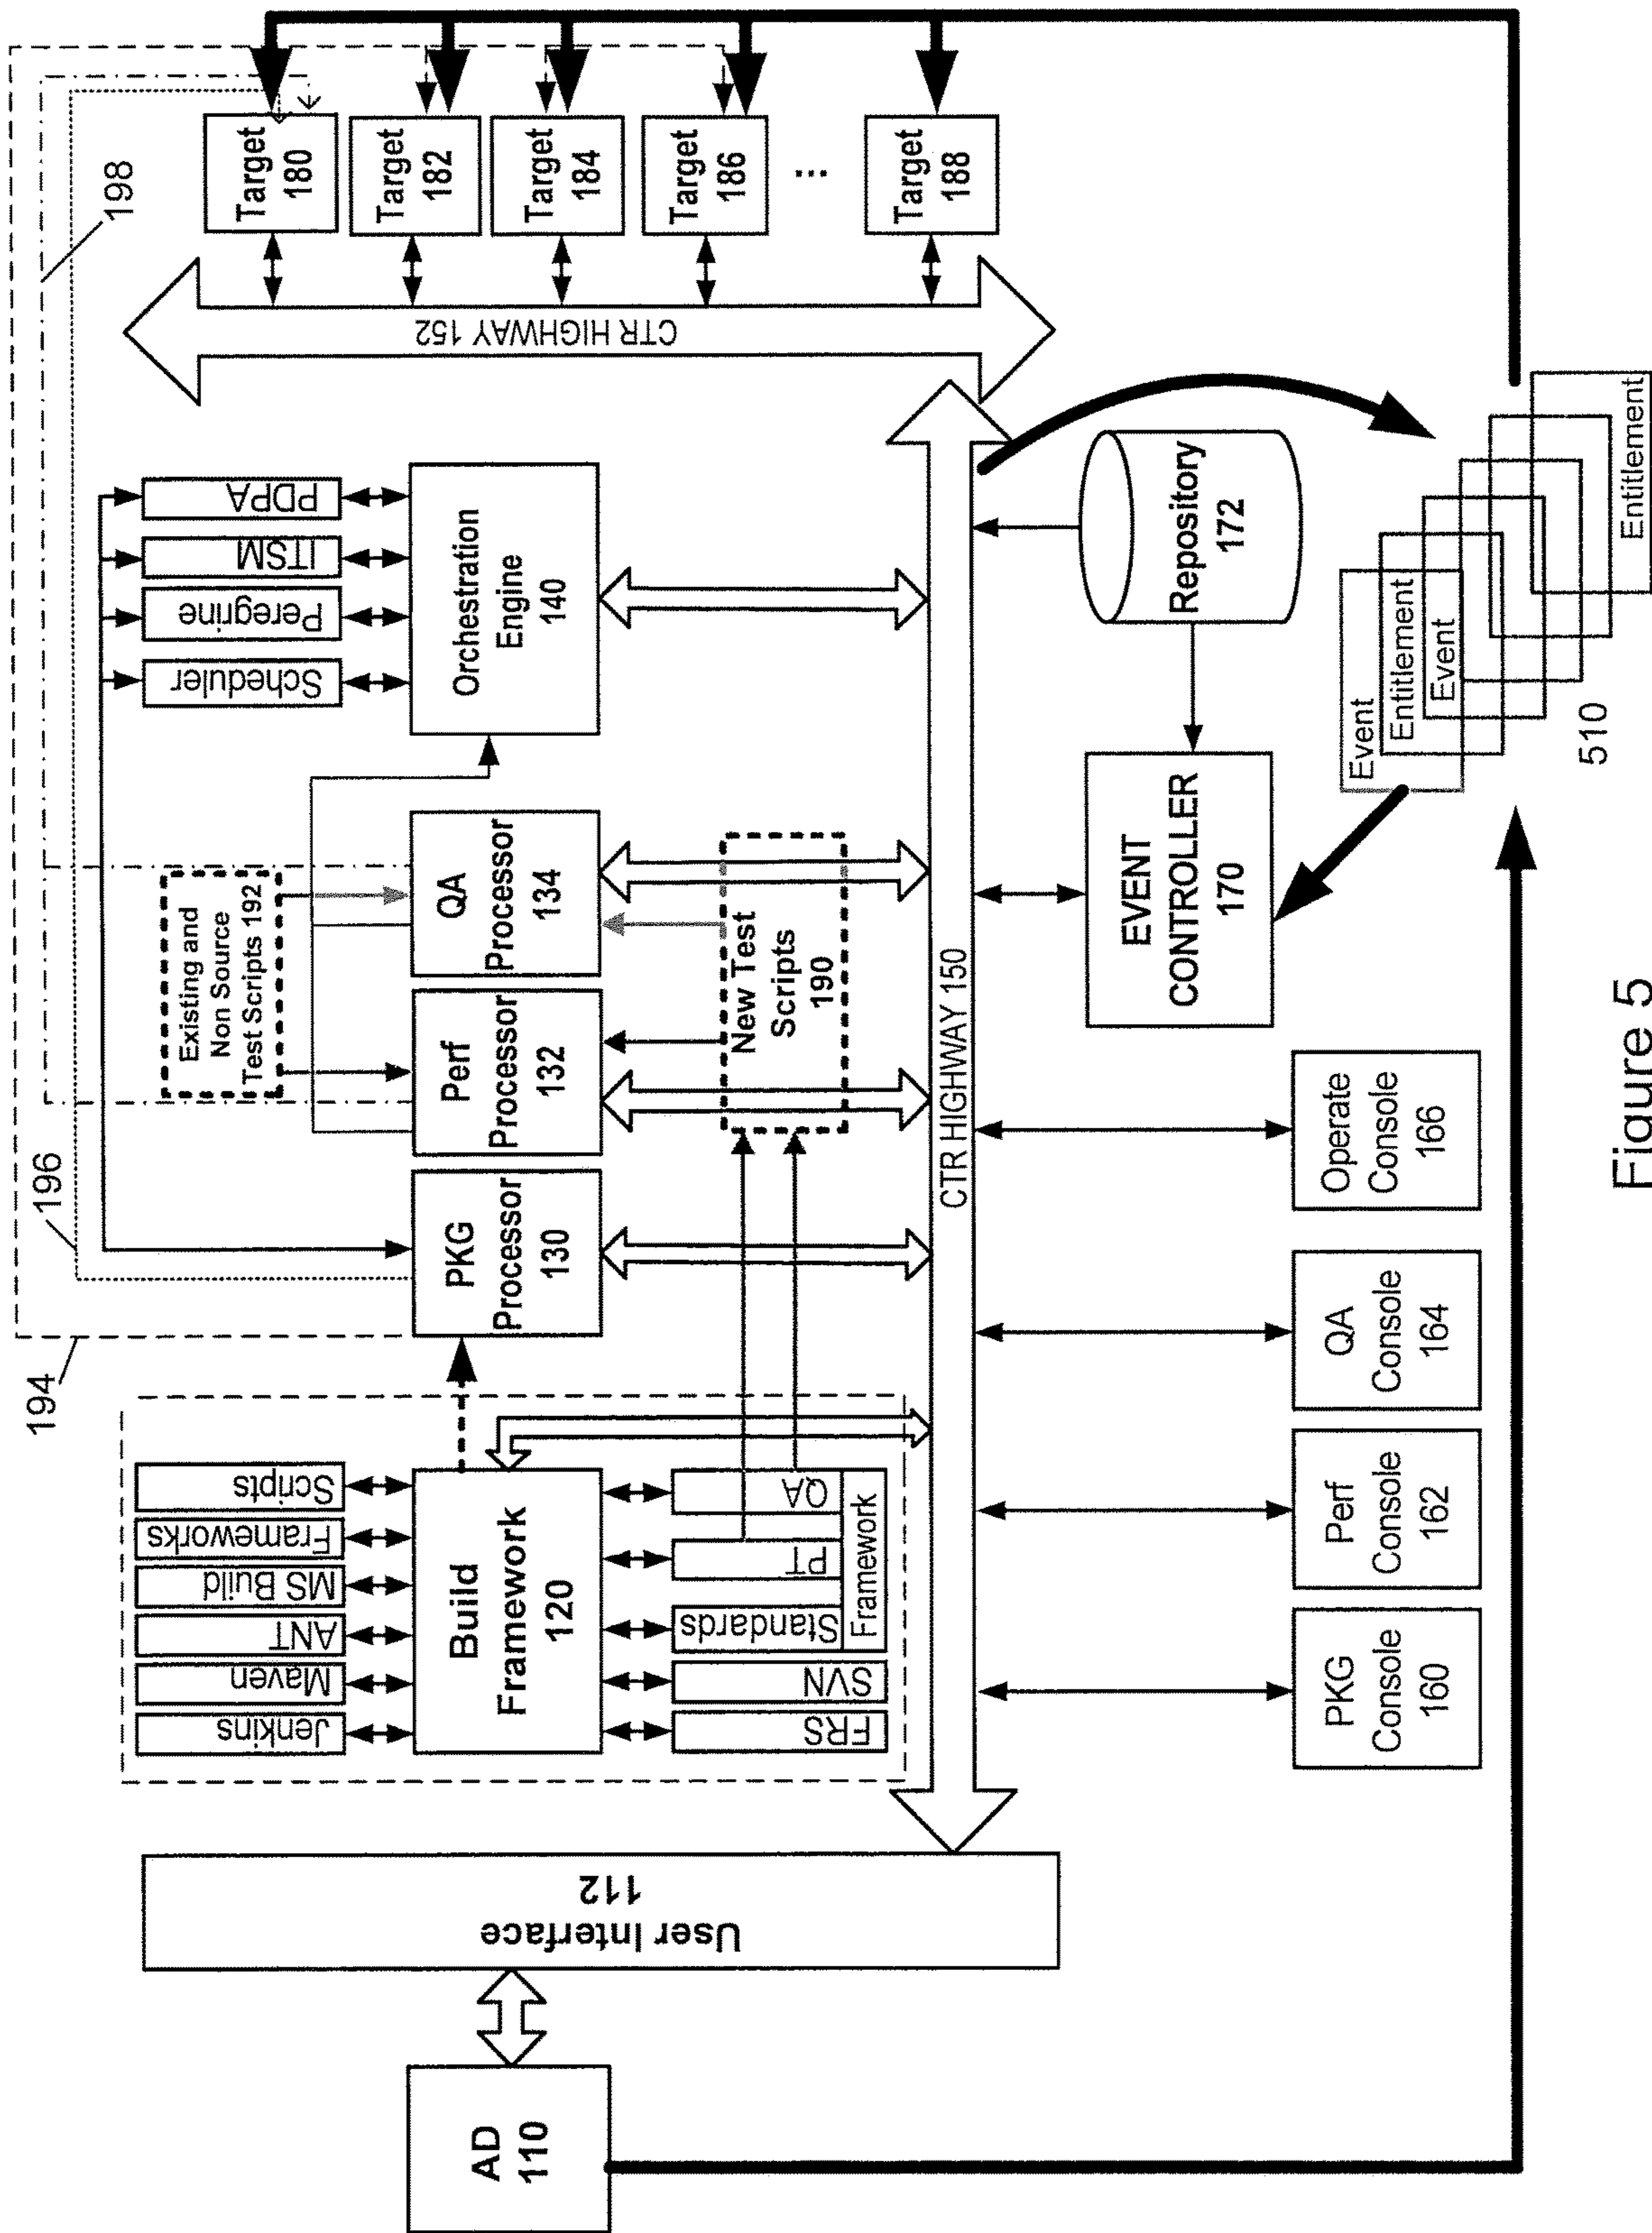 194
196
198
Jenkins
Maven
ANT
MS Build
Frameworks
Scripts
Existing and
Non Source
Test Scripts 192
Scheduler
Peregrine
ITSM
PDPA
Target
180
Target
182
Target
184
Target
186
...
Target
188
AD
110
User Interface
112
Build
Framework
120
PKG
Processor
130
Perf
Processor
132
QA
Processor
134
Orchestration
Engine
140
CTR HIGHWAY 152
FRS
SVN
Standards
PT
QA
Framework
New Test
Scripts
190
CTR HIGHWAY 150
EVENT
CONTROLLER
170
Repository
172
PKG
Console
160
Perf
Console
162
QA
Console
164
Operate
Console
166
Event
Entitlement
Event
Entitlement
510
Figure 5